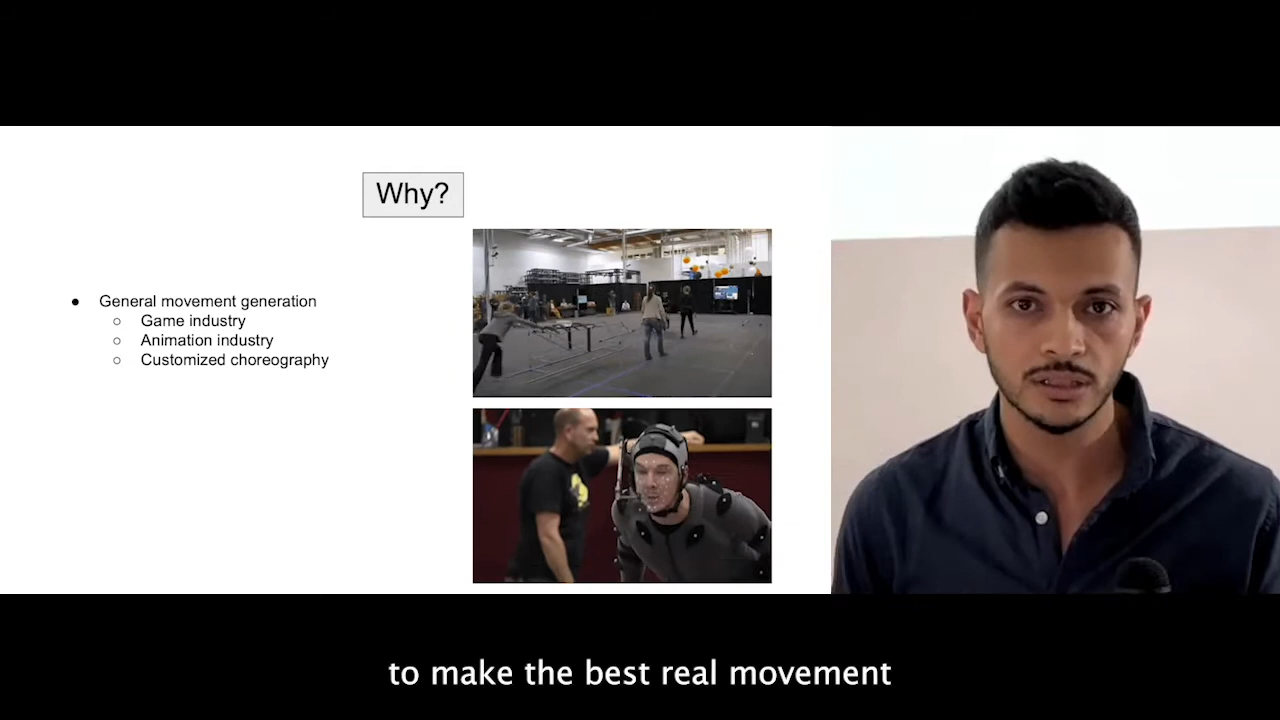 Why?
● General movement generation
○ Game industry
○ Animation industry
○ Customized choreography
to make the best real movement